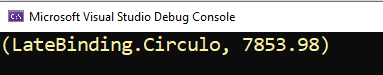 Microsoft Visual Studio Debug Console
(LateBinding.Circulo, 7853.98)